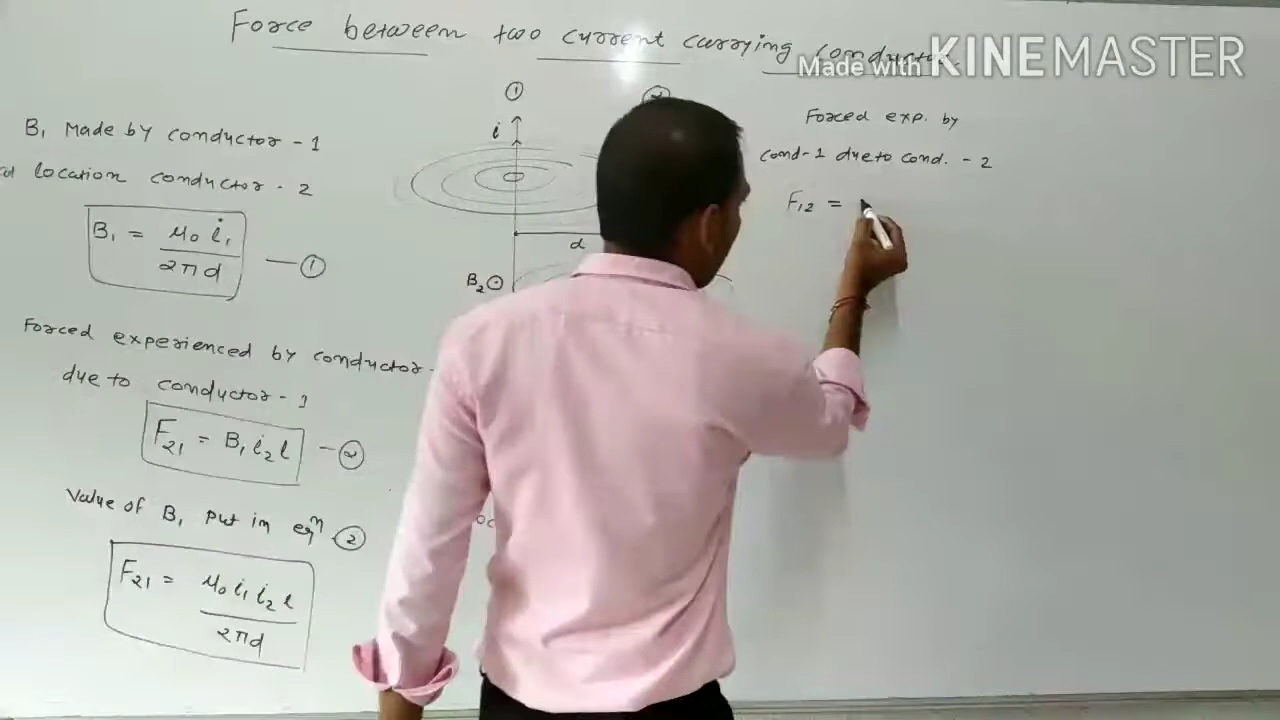 Force between two current carrying conductor.
Made with KINEMASTER
B₁ Made by conductor - 1
location conductor - 2
B₁ = μ₀ i₁ / 2πd — ①
Forced experienced by conductor -
due to conductor - 1
F₂₁ = B₁ i₂ l — ②
Value of B₁ put in eqⁿ ②
F₂₁ = μ₀ i₁ i₂ l / 2πd
①
i
d
B₂
Forced exp. by
cond-1 due to cond. - 2
F₁₂ =